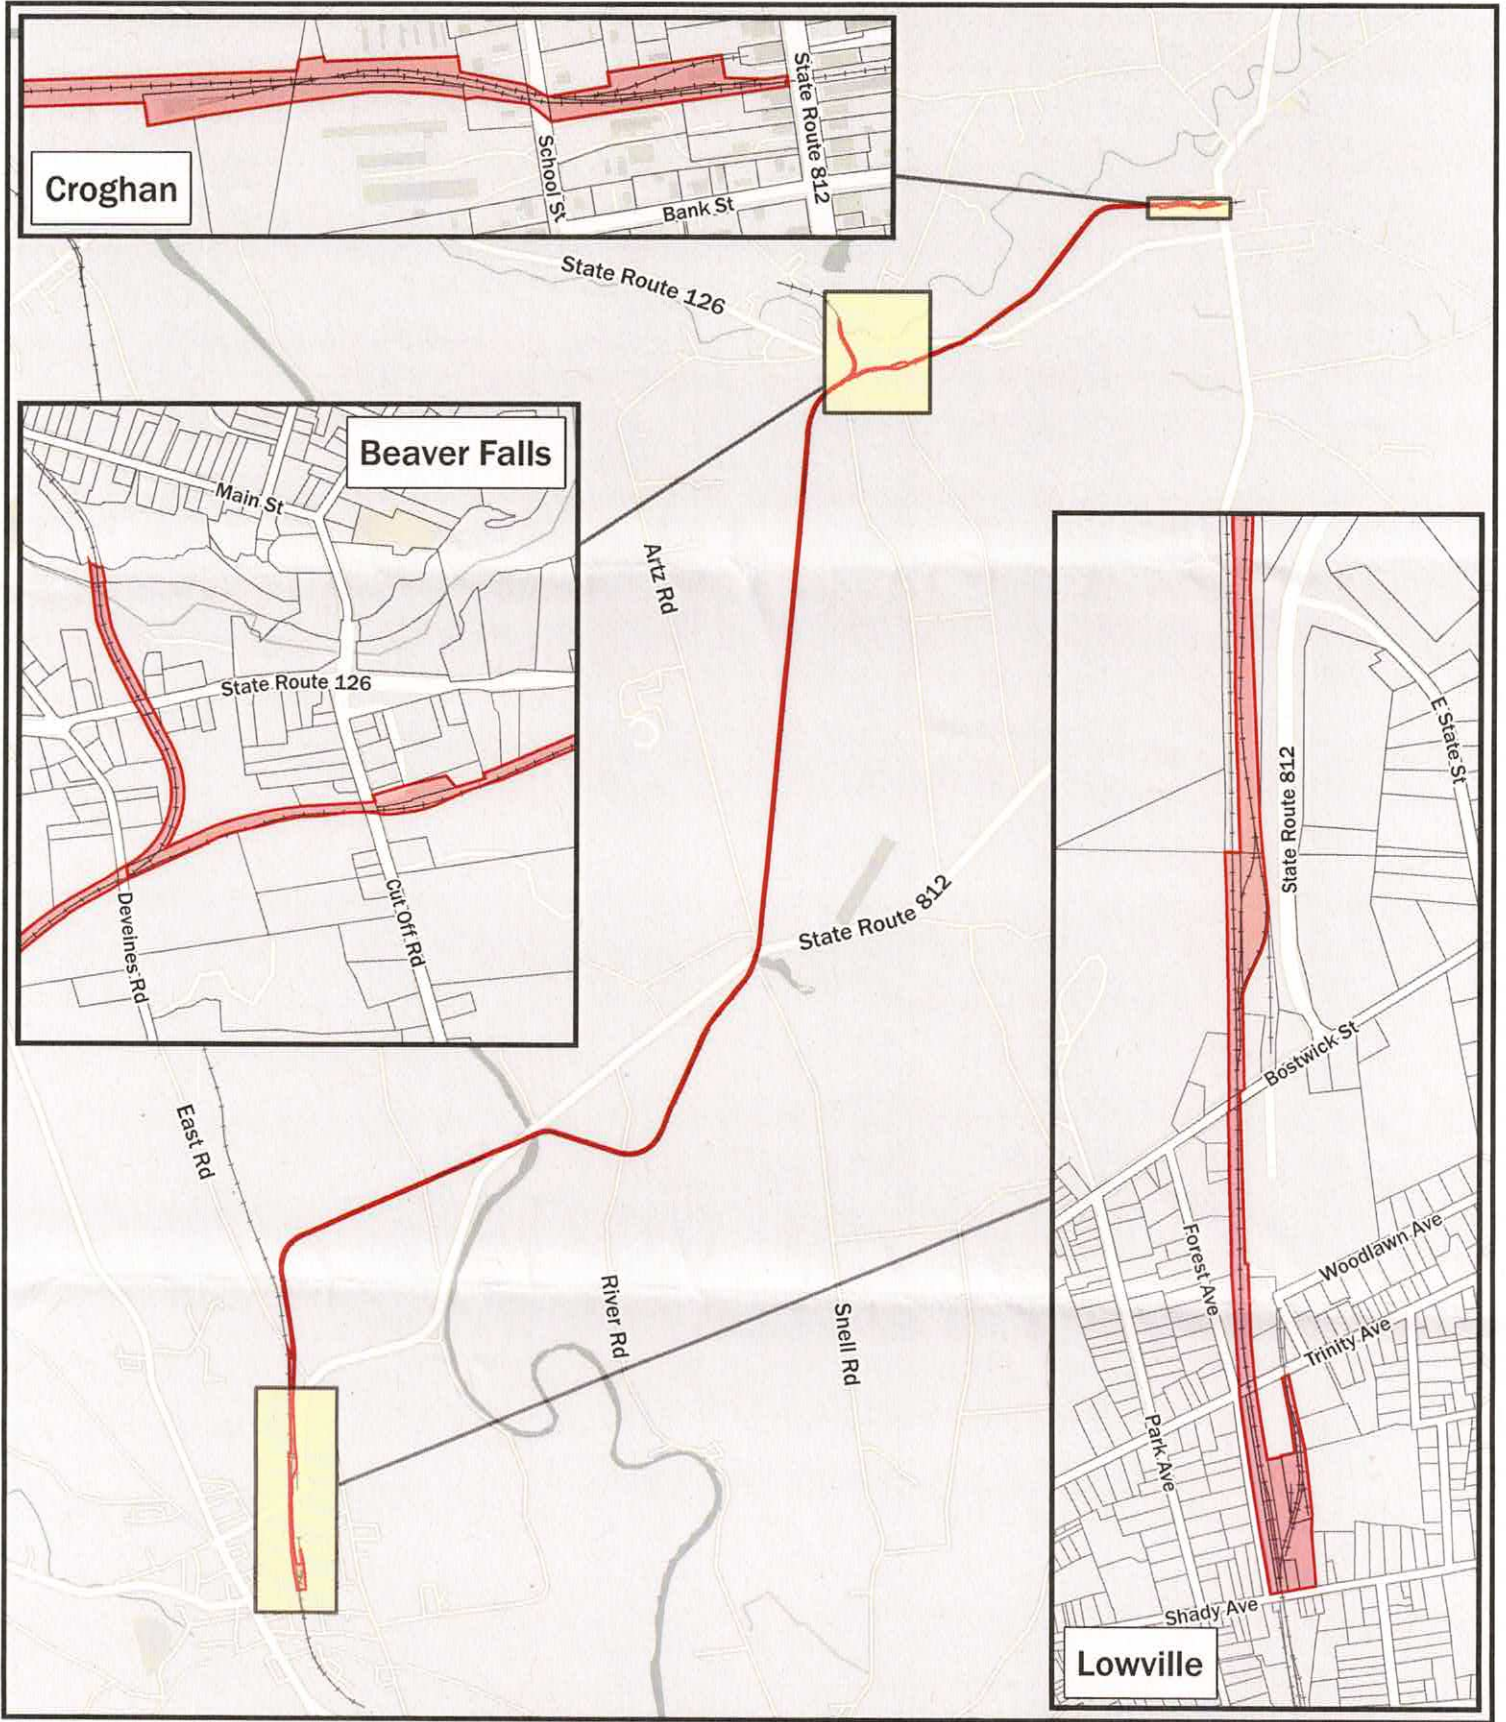 State Route 812
School St
Croghan
Bank St
State Route 126
Beaver Falls
Main St
State Route 126
Deveines Rd
Cut Off Rd
Artz Rd
State Route 812
East Rd
River Rd
Snell Rd
E State St
State Route 812
Bostwick St
Forest Ave
Woodlawn Ave
Trinity Ave
Park Ave
Shady Ave
Lowville